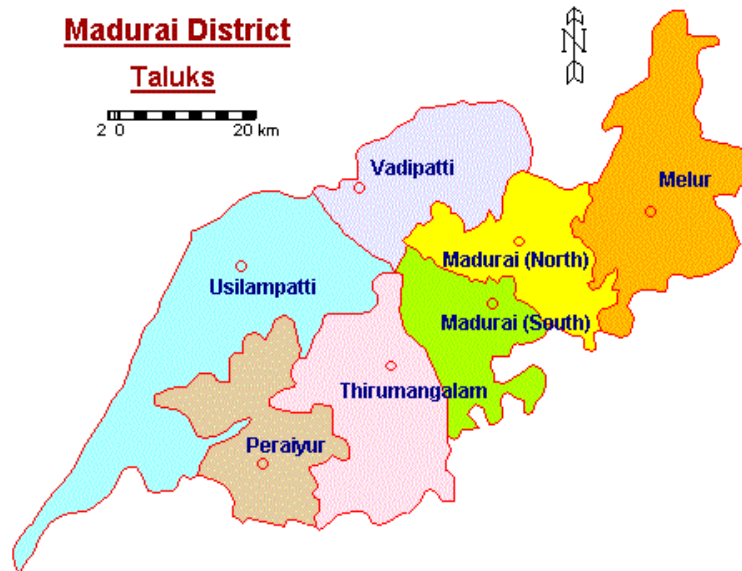 Madurai District
Taluks
N
2 0 20 km
Vadipatti
Melur
Madurai (North)
Usilampatti
Madurai (South)
Thirumangalam
Peraiyur